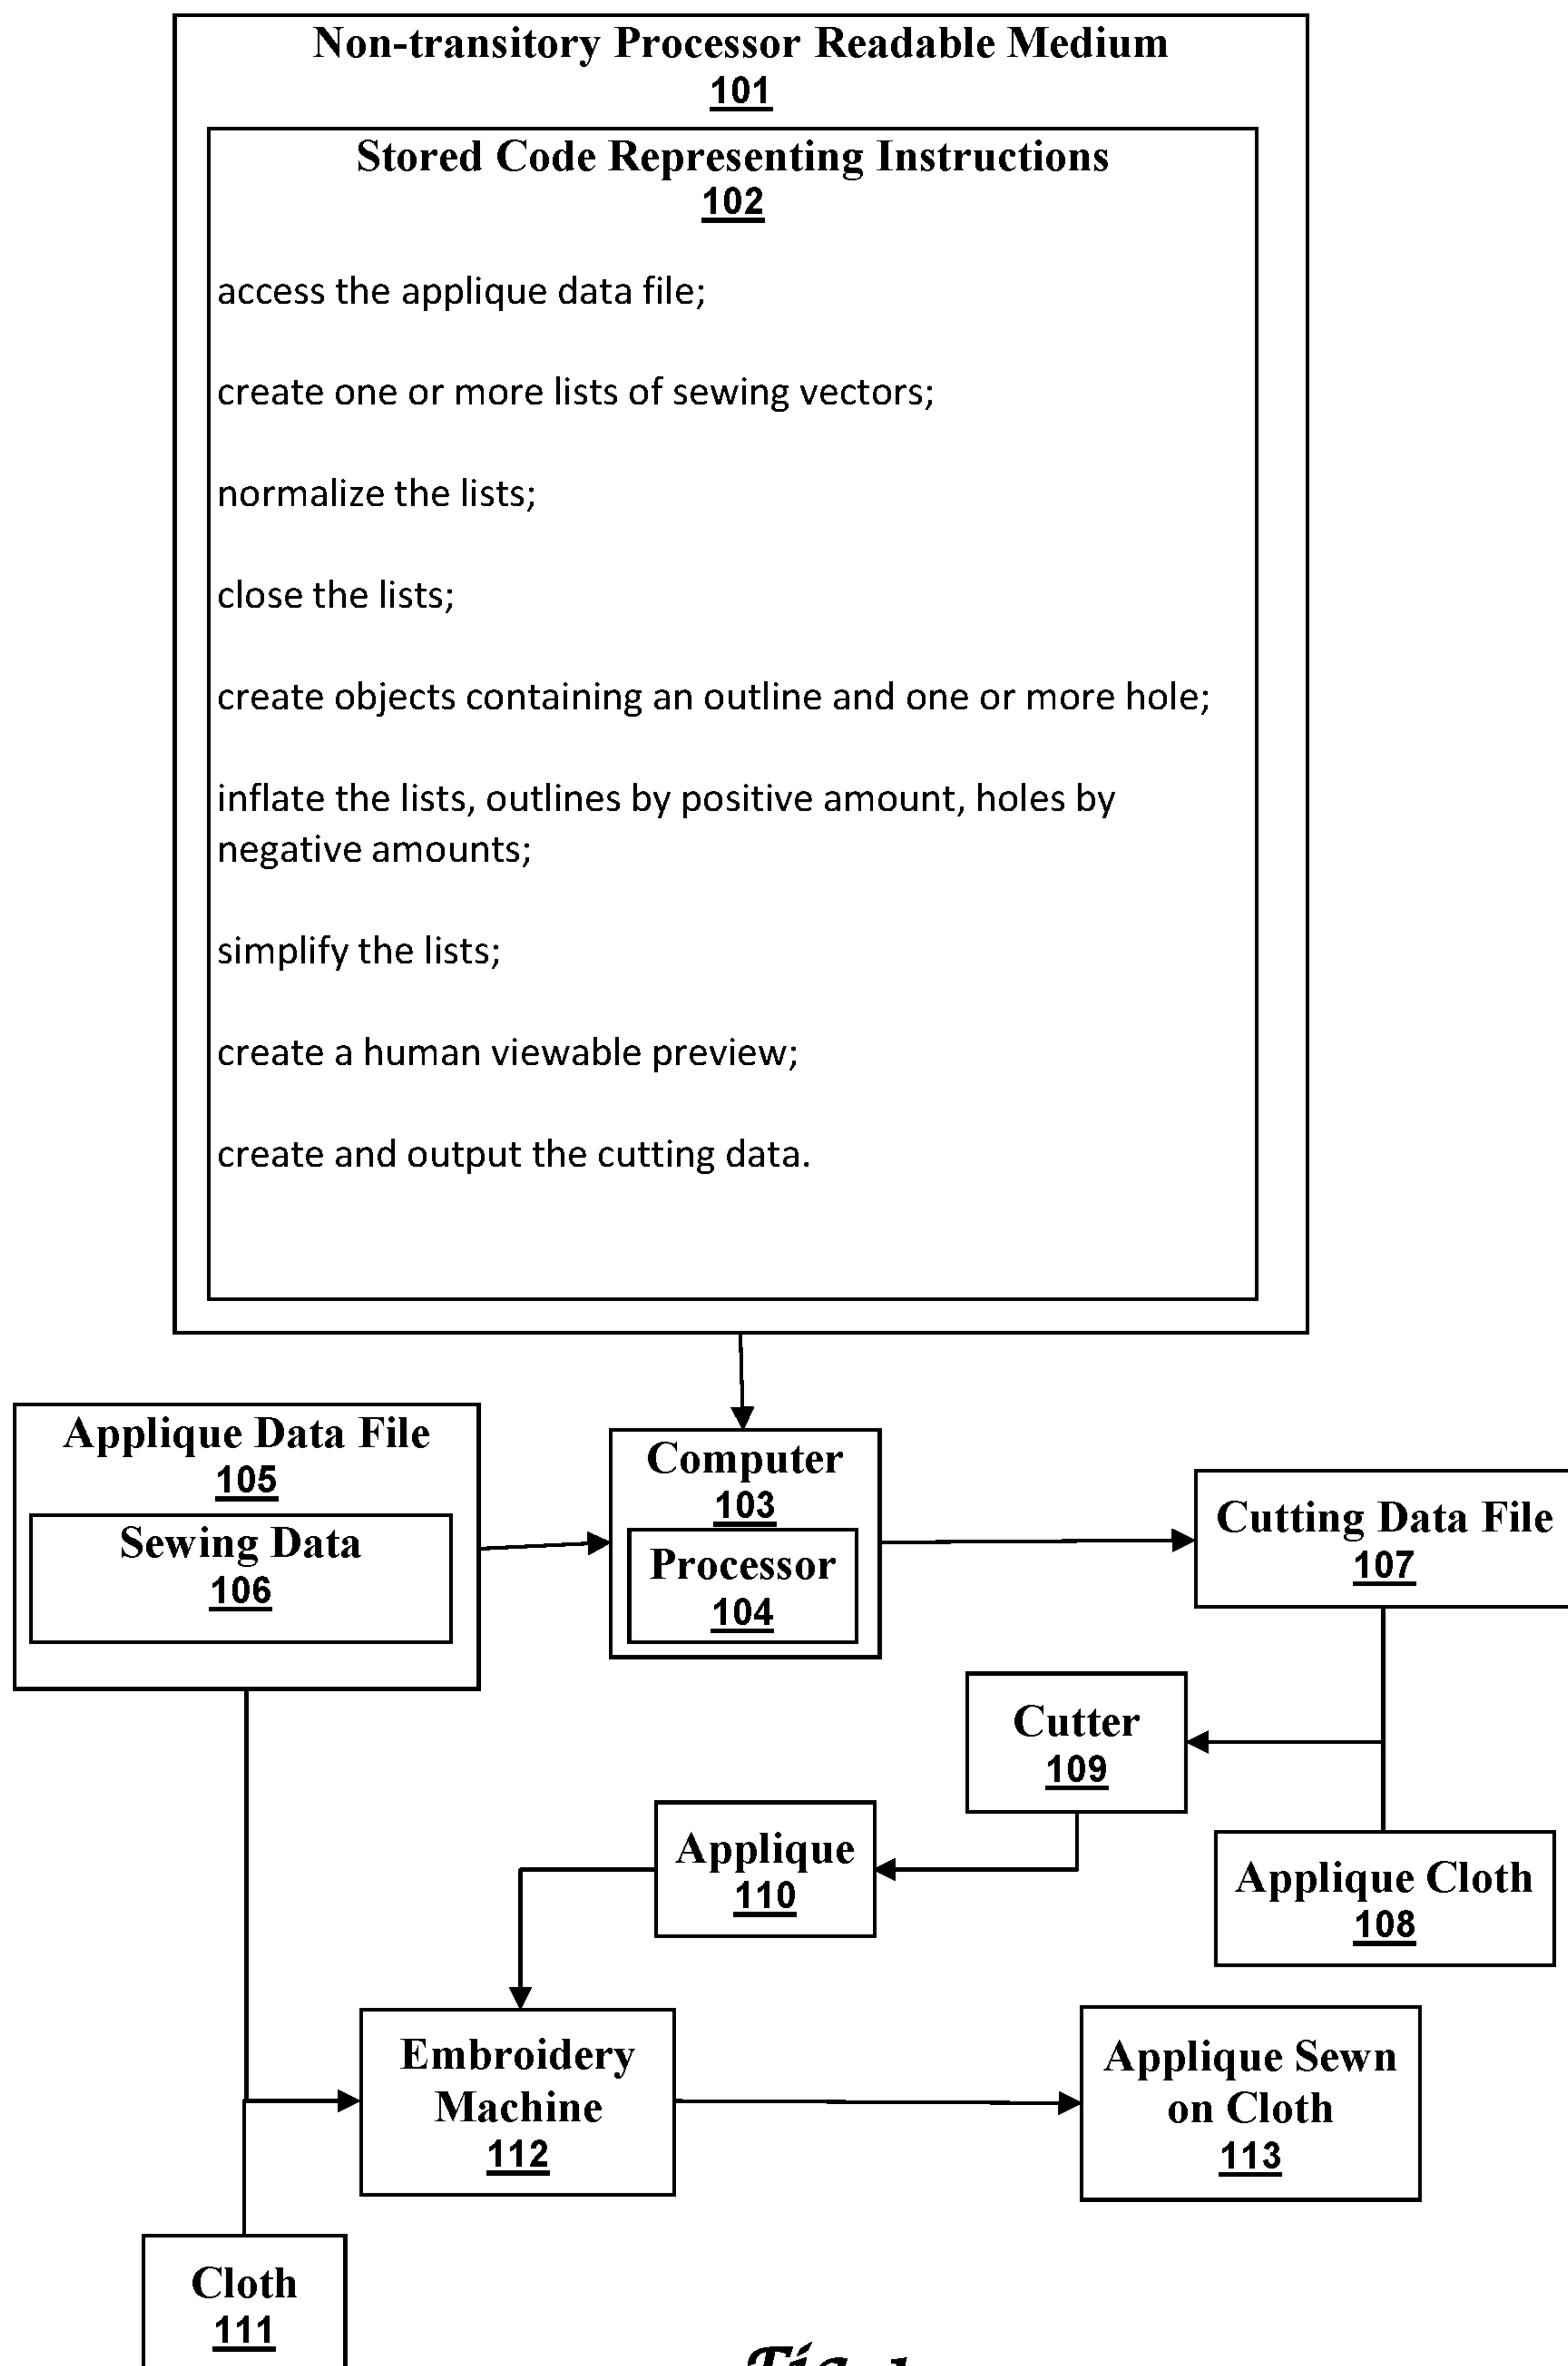 Non-transitory Processor Readable Medium
101
Stored Code Representing Instructions
102
access the applique data file;
create one or more lists of sewing vectors;
normalize the lists;
close the lists;
create objects containing an outline and one or more hole;
inflate the lists, outlines by positive amount, holes by
negative amounts;
simplify the lists;
create a human viewable preview;
create and output the cutting data.
Applique Data File
105
Sewing Data
106
Computer
103
Processor
104
Cutting Data File
107
Cutter
109
Applique
110
Applique Cloth
108
Embroidery
Machine
112
Applique Sewn
on Cloth
113
Cloth
111